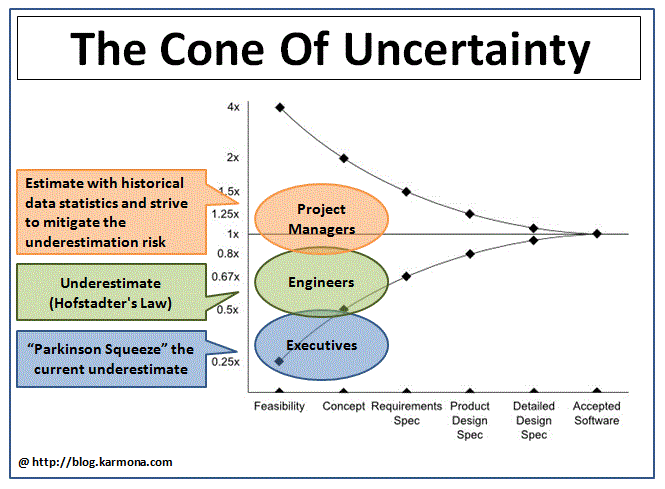 The Cone Of Uncertainty
4x
2x
1.5x
1.25x
1x
0.8x
0.67x
0.5x
0.25x
Estimate with historical
data statistics and strive
to mitigate the
underestimation risk
Project
Managers
Underestimate
(Hofstadter's Law)
Engineers
“Parkinson Squeeze” the
current underestimate
Executives
Feasibility
Concept
Requirements
Spec
Product
Design
Spec
Detailed
Design
Spec
Accepted
Software
@ http://blog.karmona.com